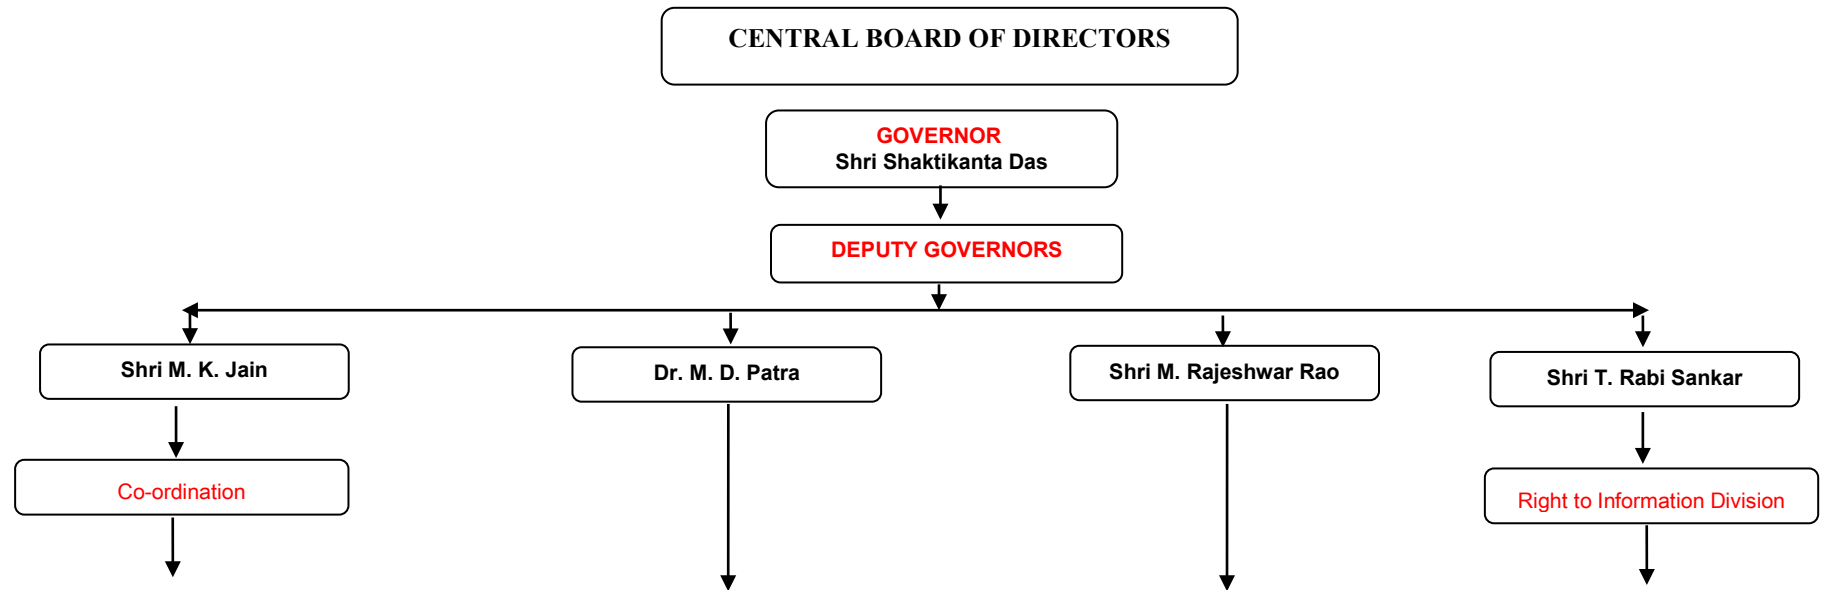 CENTRAL BOARD OF DIRECTORS
GOVERNOR
Shri Shaktikanta Das
DEPUTY GOVERNORS
Shri M. K. Jain
Dr. M. D. Patra
Shri M. Rajeshwar Rao
Shri T. Rabi Sankar
Co-ordination
Right to Information Division